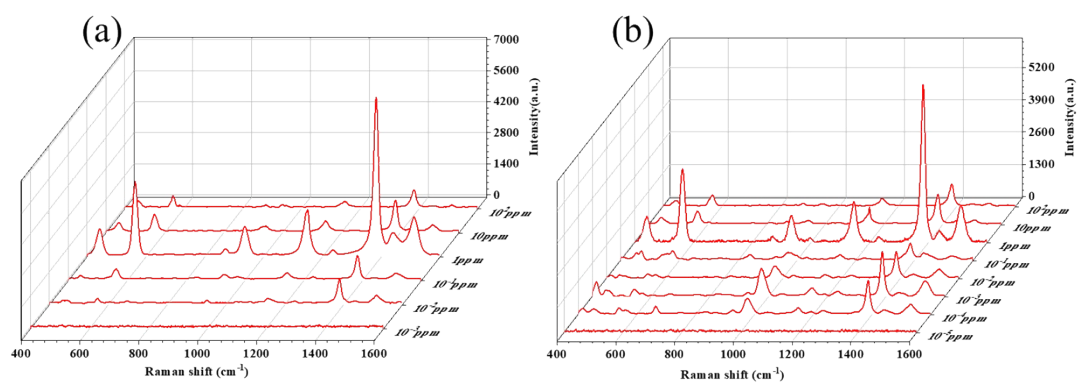 (a)
7000
5600
4200
2800
1400
0
Intensity(a.u.)
10²ppm
10ppm
1ppm
10⁻¹ppm
10⁻²ppm
10⁻³ppm
400 600 800 1000 1200 1400 1600
Raman shift (cm⁻¹)
(b)
5200
3900
2600
1300
0
Intensity(a.u.)
10²ppm
10ppm
1ppm
10⁻¹ppm
10⁻²ppm
10⁻³ppm
10⁻⁴ppm
10⁻⁵ppm
400 600 800 1000 1200 1400 1600
Raman shift (cm⁻¹)